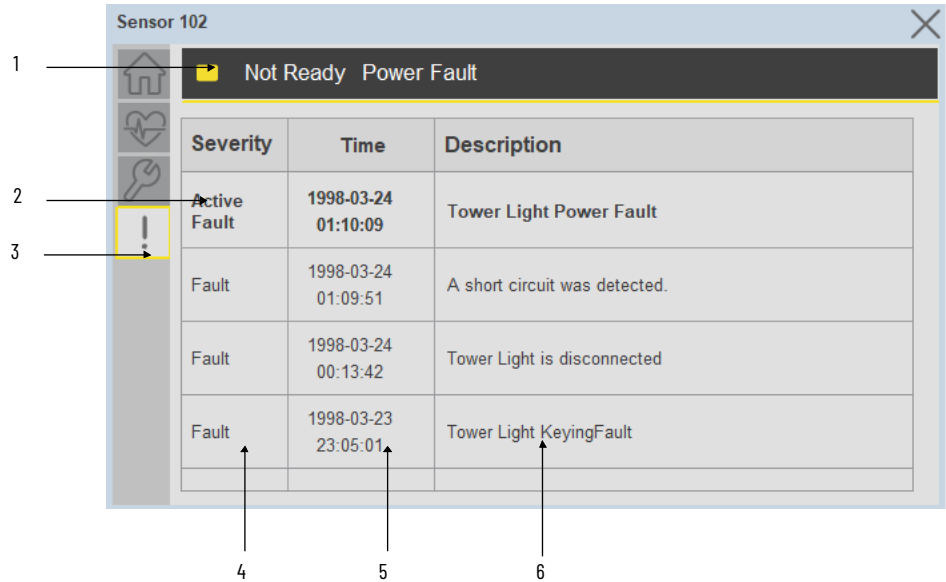 Sensor 102
1
Not Ready Power Fault
Severity Time Description
2
Active
Fault
1998-03-24
01:10:09
Tower Light Power Fault
3
Fault
1998-03-24
01:09:51
A short circuit was detected.
Fault
1998-03-24
00:13:42
Tower Light is disconnected
Fault
1998-03-23
23:05:01
Tower Light KeyingFault
4 5 6